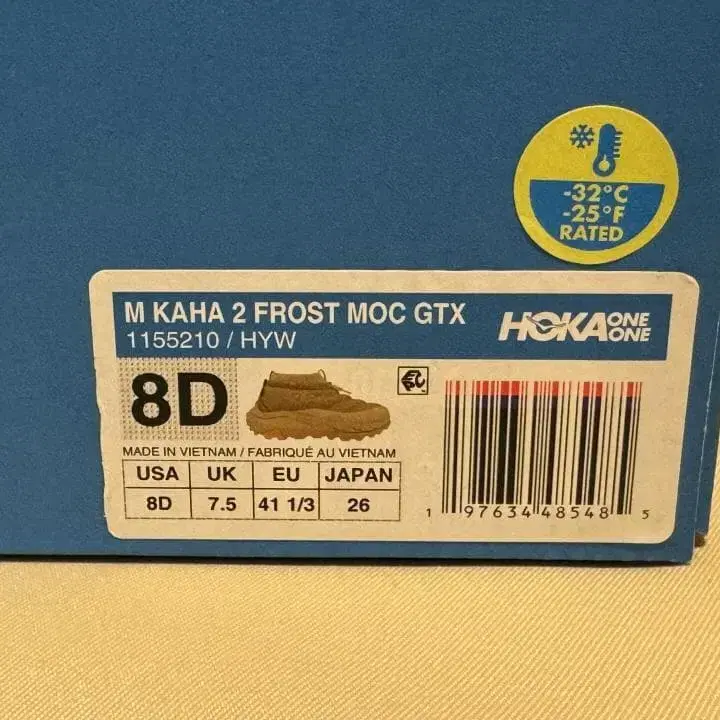 -32°C
-25°F
RATED
M KAHA 2 FROST MOC GTX
1155210 / HYW
HOKA ONE ONE
8D
MADE IN VIETNAM / FABRIQUÉ AU VIETNAM
USA UK EU JAPAN
8D 7.5 41 1/3 26
1 97634 48548 5